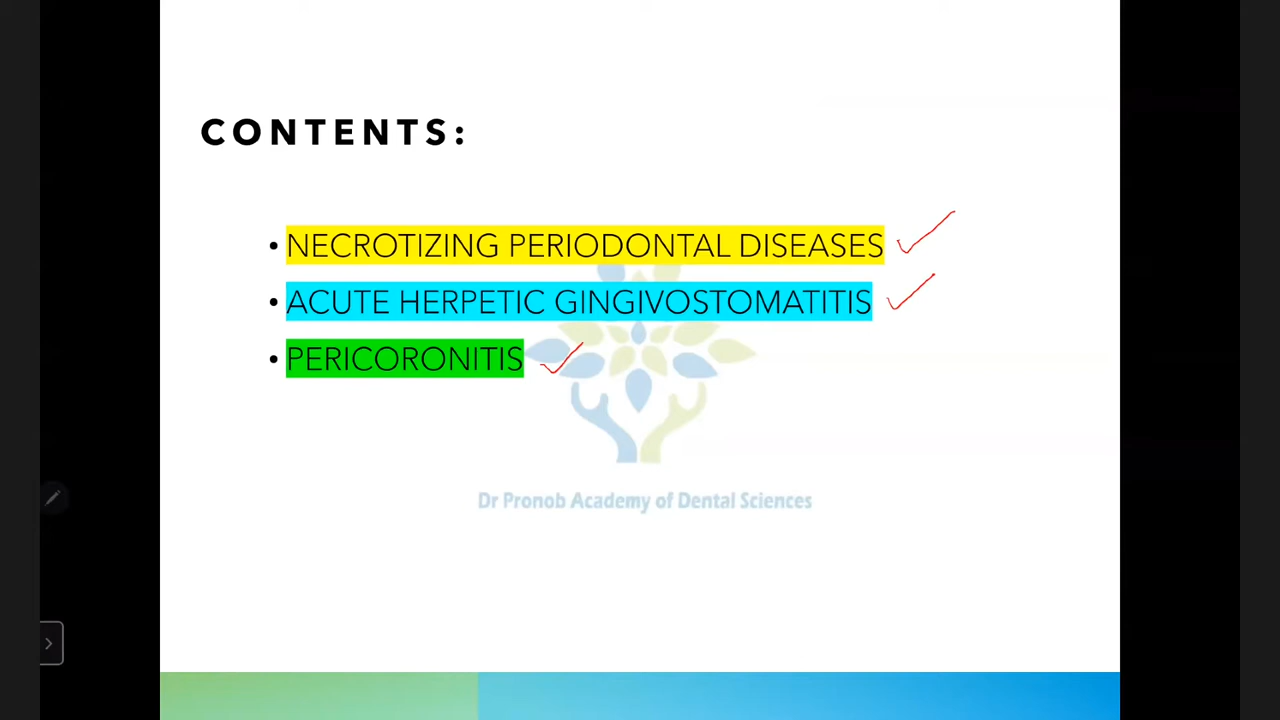 CONTENTS:
• NECROTIZING PERIODONTAL DISEASES
• ACUTE HERPETIC GINGIVOSTOMATITIS
• PERICORONITIS
Dr Pronob Academy of Dental Sciences